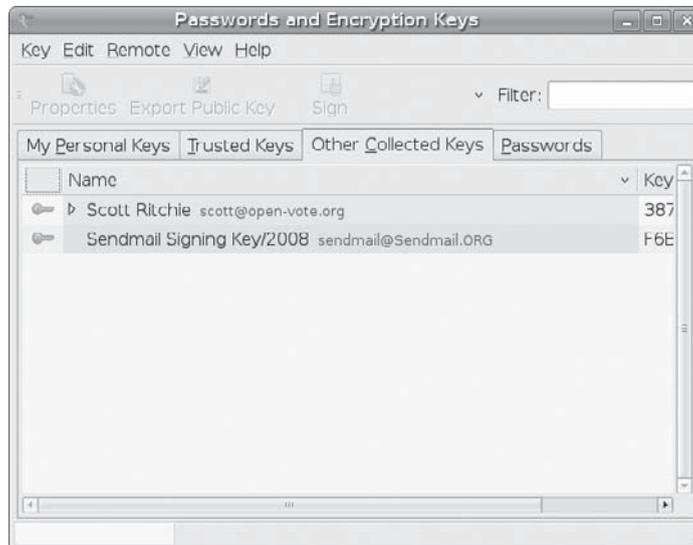 Passwords and Encryption Keys
Key Edit Remote View Help
Properties Export Public Key Sign Filter:
My Personal Keys Trusted Keys Other Collected Keys Passwords
Name Key
Scott Ritchie scott@open-vote.org 387
Sendmail Signing Key/2008 sendmail@Sendmail.ORG F6E